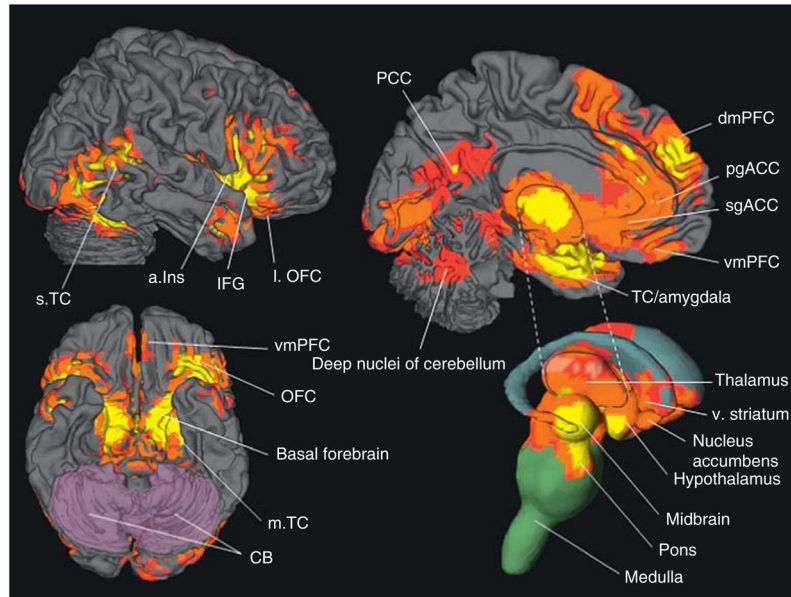 s.TC
a.Ins
IFG
l. OFC
PCC
dmPFC
pgACC
sgACC
vmPFC
TC/amygdala
Deep nuclei of cerebellum
vmPFC
OFC
Basal forebrain
m.TC
CB
Thalamus
v. striatum
Nucleus
accumbens
Hypothalamus
Midbrain
Pons
Medulla